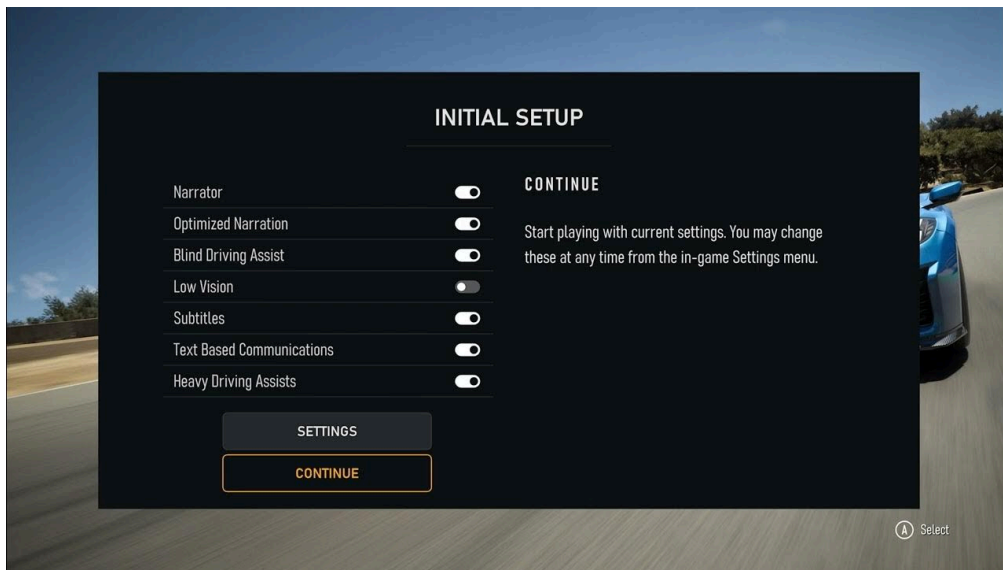 INITIAL SETUP
Narrator
Optimized Narration
Blind Driving Assist
Low Vision
Subtitles
Text Based Communications
Heavy Driving Assists
SETTINGS
CONTINUE
CONTINUE
Start playing with current settings. You may change
these at any time from the in-game Settings menu.
A Select